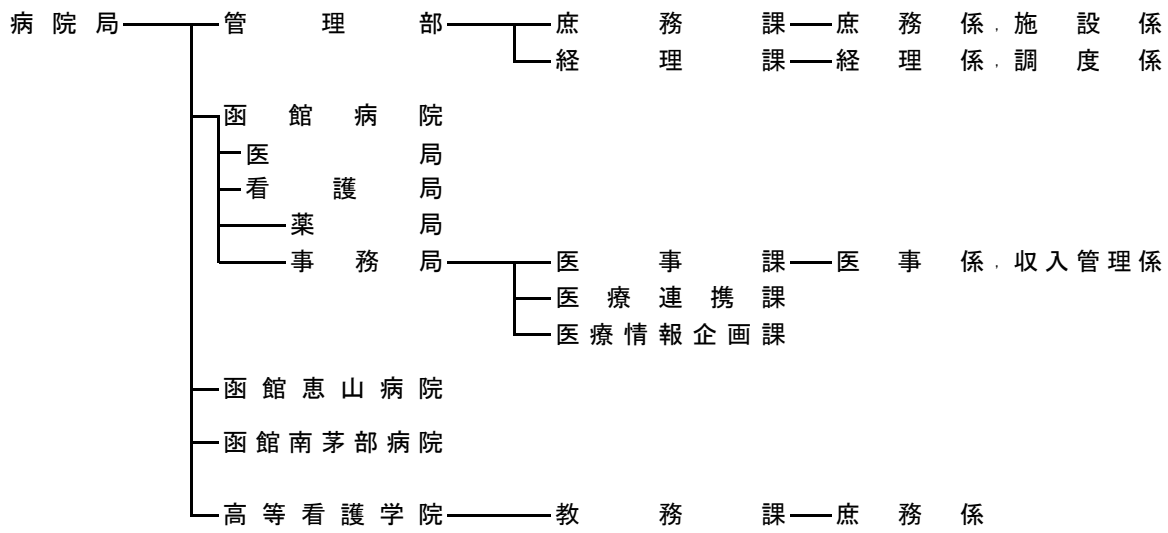 病院局 管理部 庶務課 庶務係，施設係
経理課 経理係，調度係
函館病院
医局
看護局
薬局
事務局 医事課 医事係，収入管理係
医療連携課
医療情報企画課
函館恵山病院
函館南茅部病院
高等看護学院 教務課 庶務係